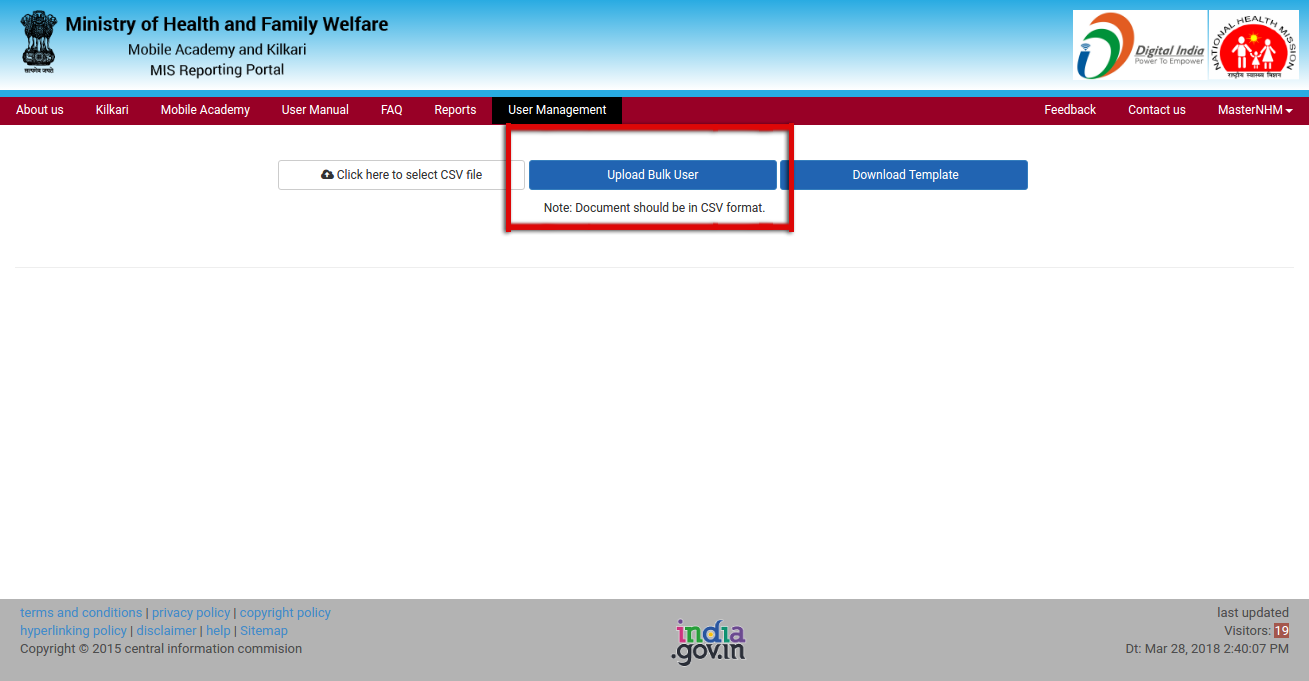 Ministry of Health and Family Welfare
Mobile Academy and Kilkari
MIS Reporting Portal
सत्यमेव जयते
Digital India
Power To Empower
NATIONAL HEALTH MISSION
राष्ट्रीय स्वास्थ्य मिशन
About us Kilkari Mobile Academy User Manual FAQ Reports User Management Feedback Contact us MasterNHM
Click here to select CSV file Upload Bulk User Download Template
Note: Document should be in CSV format.
terms and conditions | privacy policy | copyright policy
hyperlinking policy | disclaimer | help | Sitemap
Copyright © 2015 central information commision
india
.gov.in
last updated
Visitors: 19
Dt: Mar 28, 2018 2:40:07 PM